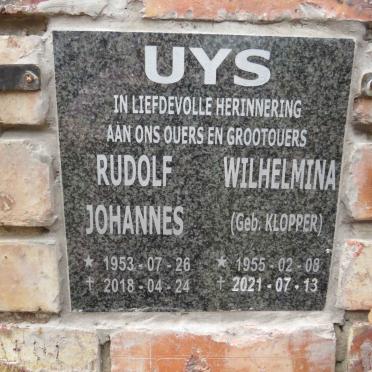 UYS
IN LIEFDEVOLLE HERINNERING
AAN ONS OUERS EN GROOTOUERS
RUDOLF WILHELMINA
JOHANNES (Geb. KLOPPER)
★ 1953 - 07 - 26 ★ 1955 - 02 - 08
† 2018 - 04 - 24 † 2021 - 07 - 13